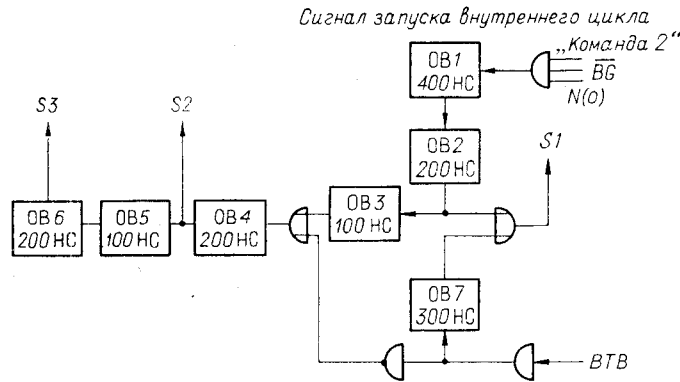 Сигнал запуска внутреннего цикла
„Команда 2“
BG
N(0)
ОВ1
400 НС
S3
S2
S1
ОВ2
200 НС
ОВ6
200 НС
ОВ5
100 НС
ОВ4
200 НС
ОВ3
100 НС
ОВ7
300 НС
ВТВ